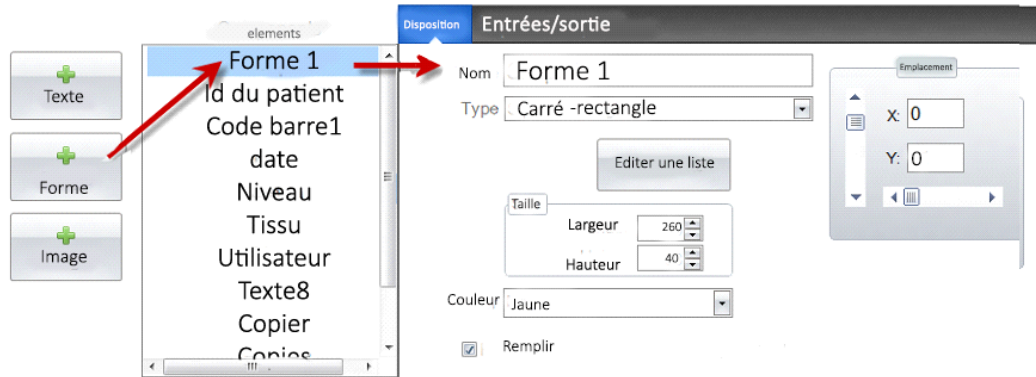 elements
Texte
Forme
Image
Forme 1
Id du patient
Code barre1
date
Niveau
Tissu
Utilisateur
Texte8
Copier
Copies
Disposition
Entrées/sortie
Nom
Forme 1
Type
Carré -rectangle
Editer une liste
Taille
Largeur
260
Hauteur
40
Couleur
Jaune
Remplir
Emplacement
X: 0
Y: 0